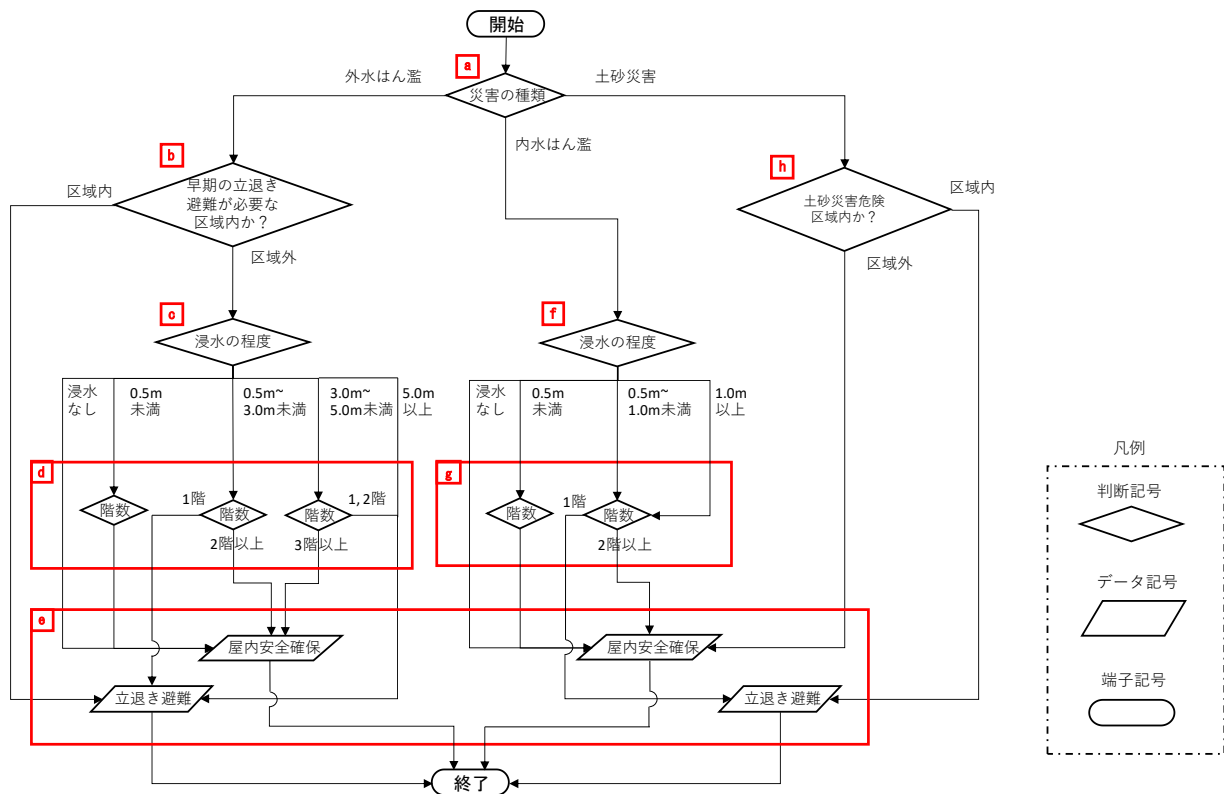 開始
a
外水はん濫
土砂災害
災害の種類
内水はん濫
b
h
区域内
早期の立退き
避難が必要な
区域内か？
土砂災害危険
区域内か？
区域内
区域外
区域外
c
浸水の程度
f
浸水の程度
浸水
なし
0.5m
未満
0.5m~
3.0m未満
3.0m~
5.0m未満
5.0m
以上
浸水
なし
0.5m
未満
0.5m~
1.0m未満
1.0m
以上
d
階数
1階
階数
2階以上
階数
1,2階
3階以上
g
階数
1階
階数
2階以上
e
屋内安全確保
立退き避難
屋内安全確保
立退き避難
終了
凡例
判断記号
データ記号
端子記号